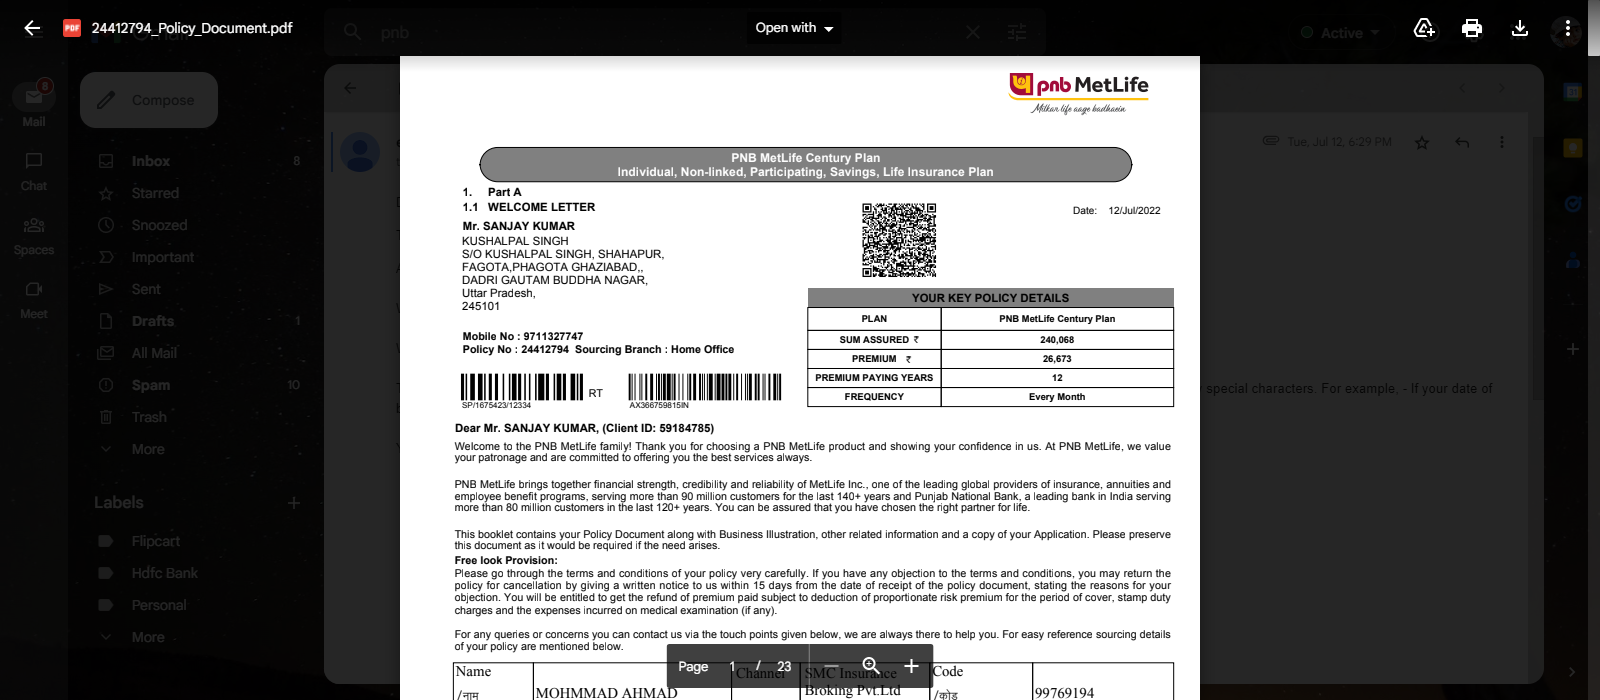 24412794_Policy_Document.pdf
Open with
pnb
Active
8
Mail
Chat
Spaces
Meet
Compose
Inbox 8
Starred
Snoozed
Important
Sent
Drafts 1
All Mail
Spam 10
Trash
More
Labels
Flipcart
Hdfc Bank
Personal
More
Tue, Jul 12, 6:29 PM
special characters. For example, - If your date of
pnb MetLife
Milkar life aage badhaein
PNB MetLife Century Plan
Individual, Non-linked, Participating, Savings, Life Insurance Plan
1. Part A
1.1 WELCOME LETTER
Date: 12/Jul/2022
Mr. SANJAY KUMAR
KUSHALPAL SINGH
S/O KUSHALPAL SINGH, SHAHAPUR,
FAGOTA,PHAGOTA GHAZIABAD,,
DADRI GAUTAM BUDDHA NAGAR,
Uttar Pradesh,
245101
Mobile No : 9711327747
Policy No : 24412794 Sourcing Branch : Home Office
SP/1675423/12334
RT
AX366759815IN
YOUR KEY POLICY DETAILS
PLAN PNB MetLife Century Plan
SUM ASSURED ₹ 240,068
PREMIUM ₹ 26,673
PREMIUM PAYING YEARS 12
FREQUENCY Every Month
Dear Mr. SANJAY KUMAR, (Client ID: 59184785)
Welcome to the PNB MetLife family! Thank you for choosing a PNB MetLife product and showing your confidence in us. At PNB MetLife, we value
your patronage and are committed to offering you the best services always.
PNB MetLife brings together financial strength, credibility and reliability of MetLife Inc., one of the leading global providers of insurance, annuities and
employee benefit programs, serving more than 90 million customers for the last 140+ years and Punjab National Bank, a leading bank in India serving
more than 80 million customers in the last 120+ years. You can be assured that you have chosen the right partner for life.
This booklet contains your Policy Document along with Business Illustration, other related information and a copy of your Application. Please preserve
this document as it would be required if the need arises.
Free look Provision:
Please go through the terms and conditions of your policy very carefully. If you have any objection to the terms and conditions, you may return the
policy for cancellation by giving a written notice to us within 15 days from the date of receipt of the policy document, stating the reasons for your
objection. You will be entitled to get the refund of premium paid subject to deduction of proportionate risk premium for the period of cover, stamp duty
charges and the expenses incurred on medical examination (if any).
For any queries or concerns you can contact us via the touch points given below, we are always there to help you. For easy reference sourcing details
of your policy are mentioned below.
Name Channel SMC Insurance Code
/नाम MOHMMAD AHMAD Broking Pvt.Ltd /कोड 99769194
Page 1 / 23